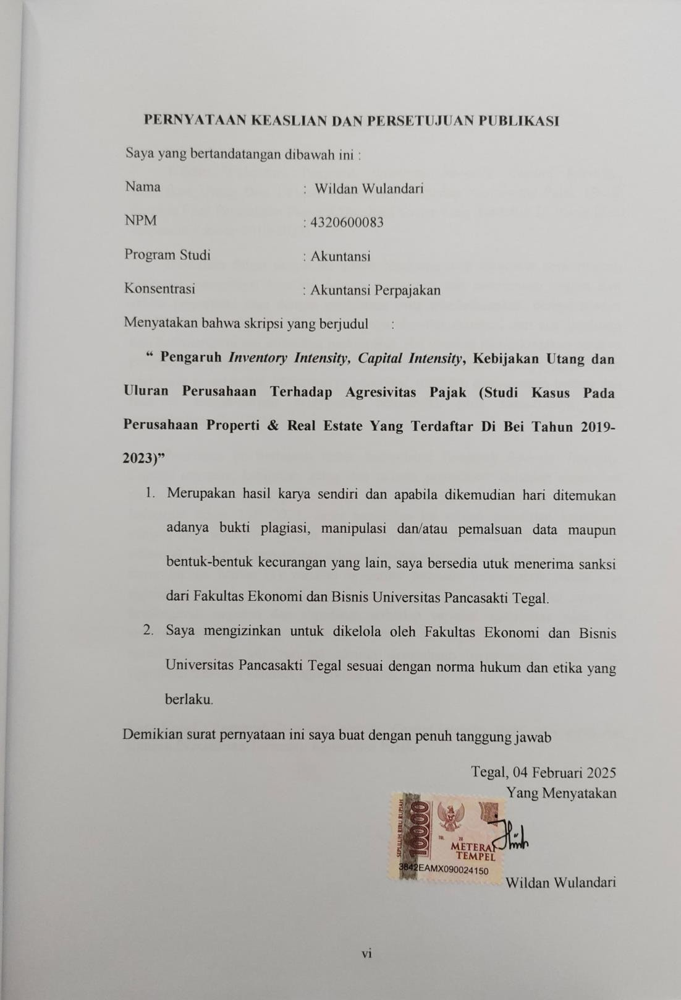 PERNYATAAN KEASLIAN DAN PERSETUJUAN PUBLIKASI
Saya yang bertandatangan dibawah ini :
Nama : Wildan Wulandari
NPM : 4320600083
Program Studi : Akuntansi
Konsentrasi : Akuntansi Perpajakan
Menyatakan bahwa skripsi yang berjudul :
“ Pengaruh Inventory Intensity, Capital Intensity, Kebijakan Utang dan
Uluran Perusahaan Terhadap Agresivitas Pajak (Studi Kasus Pada
Perusahaan Properti & Real Estate Yang Terdaftar Di Bei Tahun 2019-
2023)”
1. Merupakan hasil karya sendiri dan apabila dikemudian hari ditemukan
adanya bukti plagiasi, manipulasi dan/atau pemalsuan data maupun
bentuk-bentuk kecurangan yang lain, saya bersedia utuk menerima sanksi
dari Fakultas Ekonomi dan Bisnis Universitas Pancasakti Tegal.
2. Saya mengizinkan untuk dikelola oleh Fakultas Ekonomi dan Bisnis
Universitas Pancasakti Tegal sesuai dengan norma hukum dan etika yang
berlaku.
Demikian surat pernyataan ini saya buat dengan penuh tanggung jawab
Tegal, 04 Februari 2025
Yang Menyatakan
SEPULUH RIBU RUPIAH
10000
TGL. 20
METERAI
TEMPEL
3842EAMX090024150
Wildan Wulandari
vi